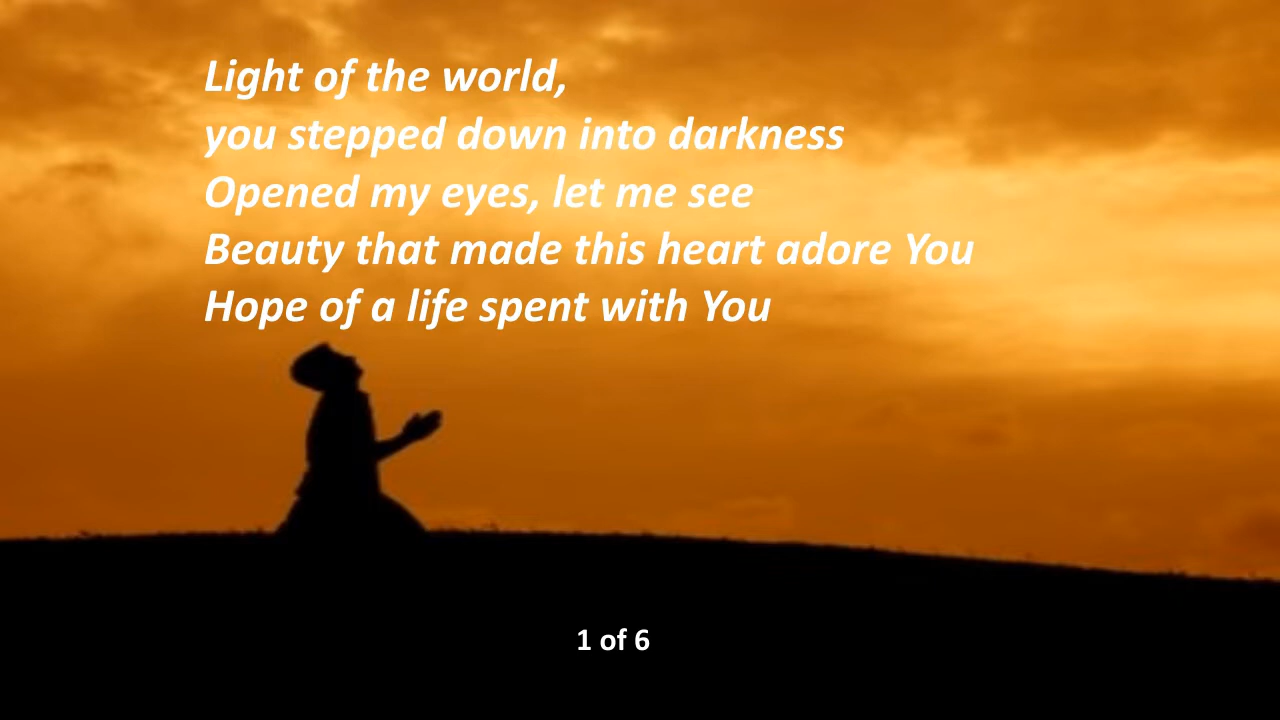 Light of the world,
you stepped down into darkness
Opened my eyes, let me see
Beauty that made this heart adore You
Hope of a life spent with You
1 of 6